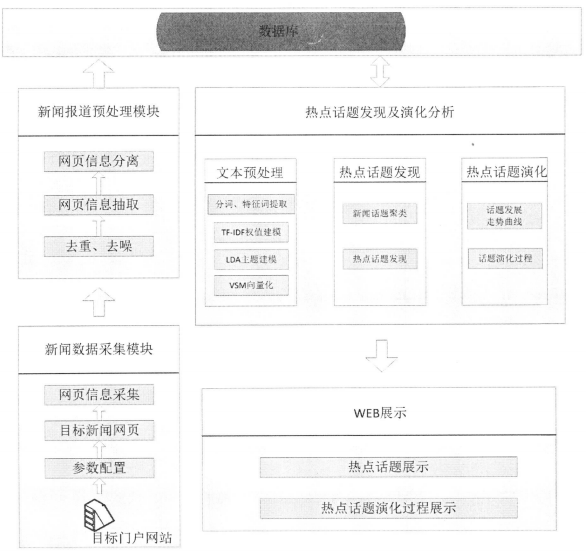 数据库
新闻报道预处理模块
网页信息分离
网页信息抽取
去重、去噪
新闻数据采集模块
网页信息采集
目标新闻网页
参数配置
目标门户网站
热点话题发现及演化分析
文本预处理
分词、特征词提取
TF-IDF权值建模
LDA主题建模
VSM向量化
热点话题发现
新闻话题聚类
热点话题发现
热点话题演化
话题发展
走势曲线
话题演化过程
WEB展示
热点话题展示
热点话题演化过程展示